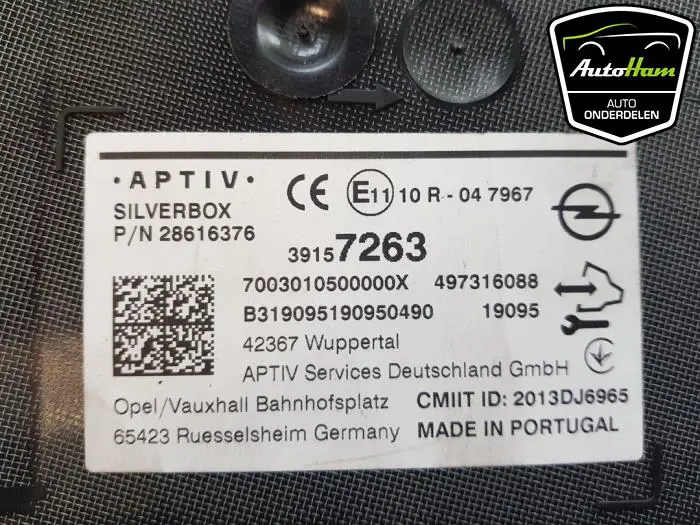 AutoHam
AUTO
ONDERDELEN
· APTIV ·
SILVERBOX
P/N 28616376
CE E11 10 R - 04 7967
39157263
7003010500000X 497316088
B319095190950490 19095
42367 Wuppertal
APTIV Services Deutschland GmbH
Opel/Vauxhall Bahnhofsplatz CMIIT ID: 2013DJ6965
65423 Ruesselsheim Germany MADE IN PORTUGAL